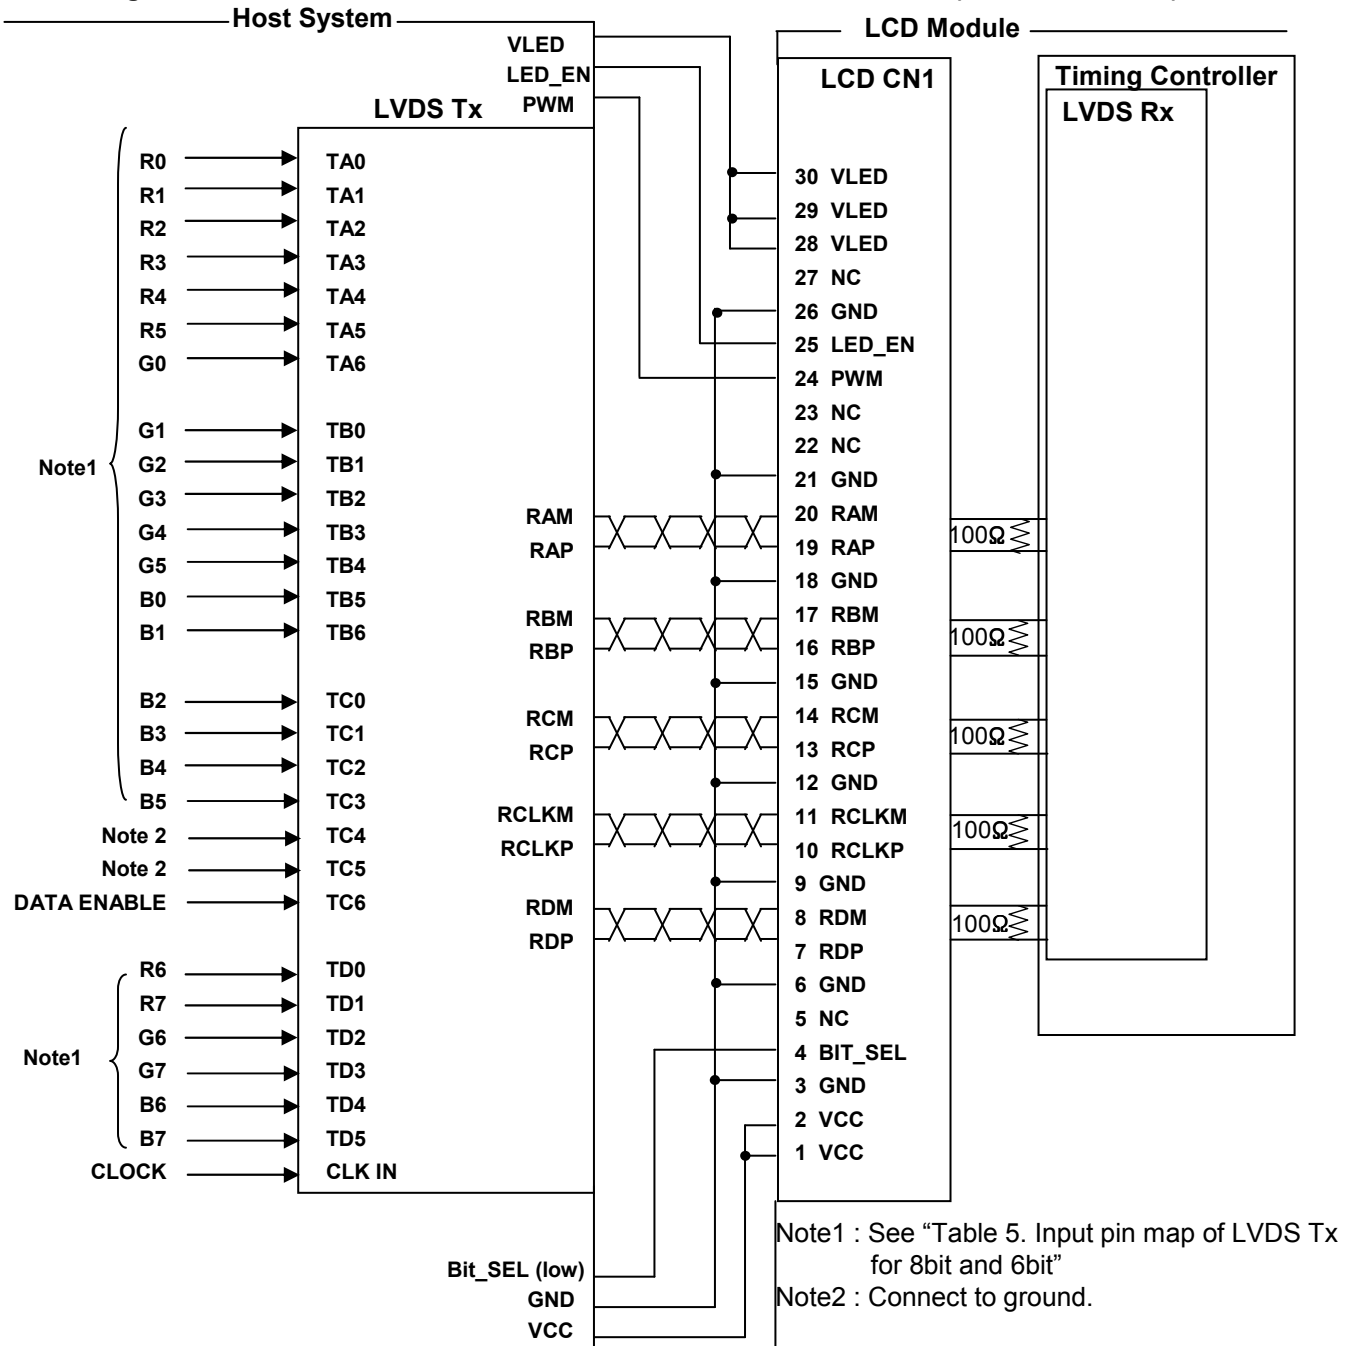 Host System
LCD Module
VLED
LED_EN
PWM
LVDS Tx
LCD CN1
Timing Controller
LVDS Rx
R0 TA0
R1 TA1
R2 TA2
R3 TA3
R4 TA4
R5 TA5
G0 TA6
G1 TB0
G2 TB1
G3 TB2
G4 TB3
G5 TB4
B0 TB5
B1 TB6
B2 TC0
B3 TC1
B4 TC2
B5 TC3
Note 2 TC4
Note 2 TC5
DATA ENABLE TC6
R6 TD0
R7 TD1
G6 TD2
G7 TD3
B6 TD4
B7 TD5
CLOCK CLK IN
Note1
Note1
RAM
RAP
RBM
RBP
RCM
RCP
RCLKM
RCLKP
RDM
RDP
Bit_SEL (low)
GND
VCC
30 VLED
29 VLED
28 VLED
27 NC
26 GND
25 LED_EN
24 PWM
23 NC
22 NC
21 GND
20 RAM
19 RAP
18 GND
17 RBM
16 RBP
15 GND
14 RCM
13 RCP
12 GND
11 RCLKM
10 RCLKP
9 GND
8 RDM
7 RDP
6 GND
5 NC
4 BIT_SEL
3 GND
2 VCC
1 VCC
100Ω
100Ω
100Ω
100Ω
100Ω
Note1 : See “Table 5. Input pin map of LVDS Tx
for 8bit and 6bit”
Note2 : Connect to ground.